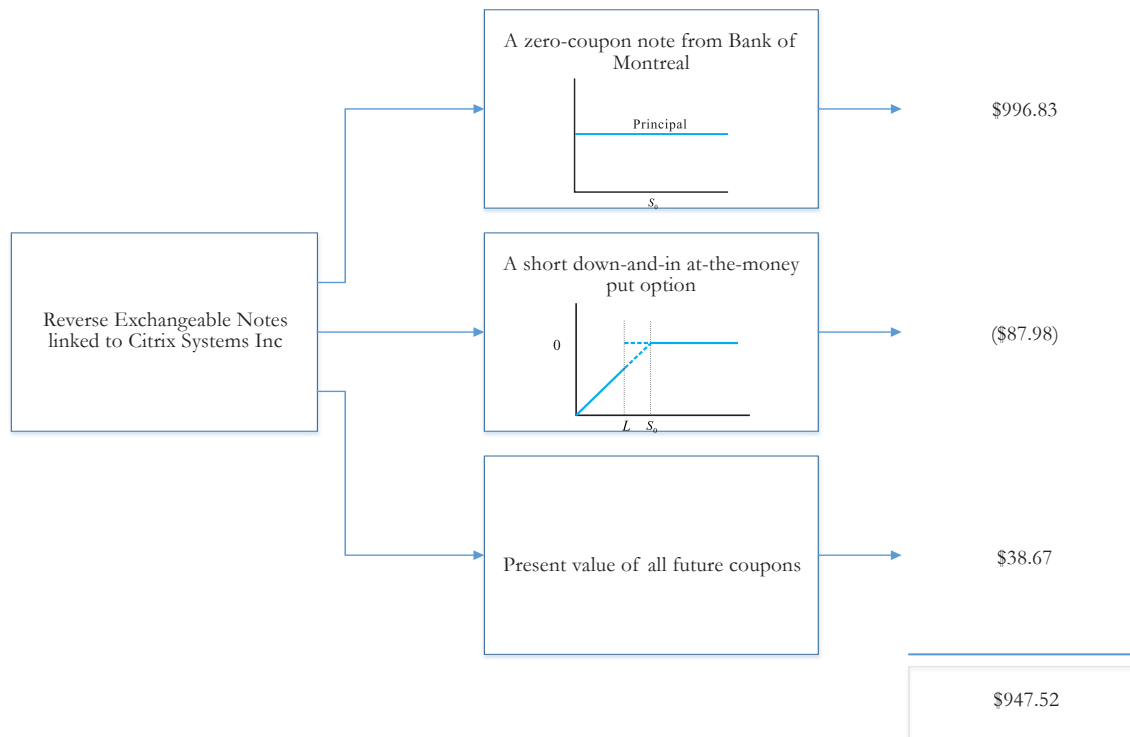 A zero-coupon note from Bank of
Montreal
Principal
S₀
$996.83
Reverse Exchangeable Notes
linked to Citrix Systems Inc
A short down-and-in at-the-money
put option
0
L S₀
($87.98)
Present value of all future coupons
$38.67
$947.52